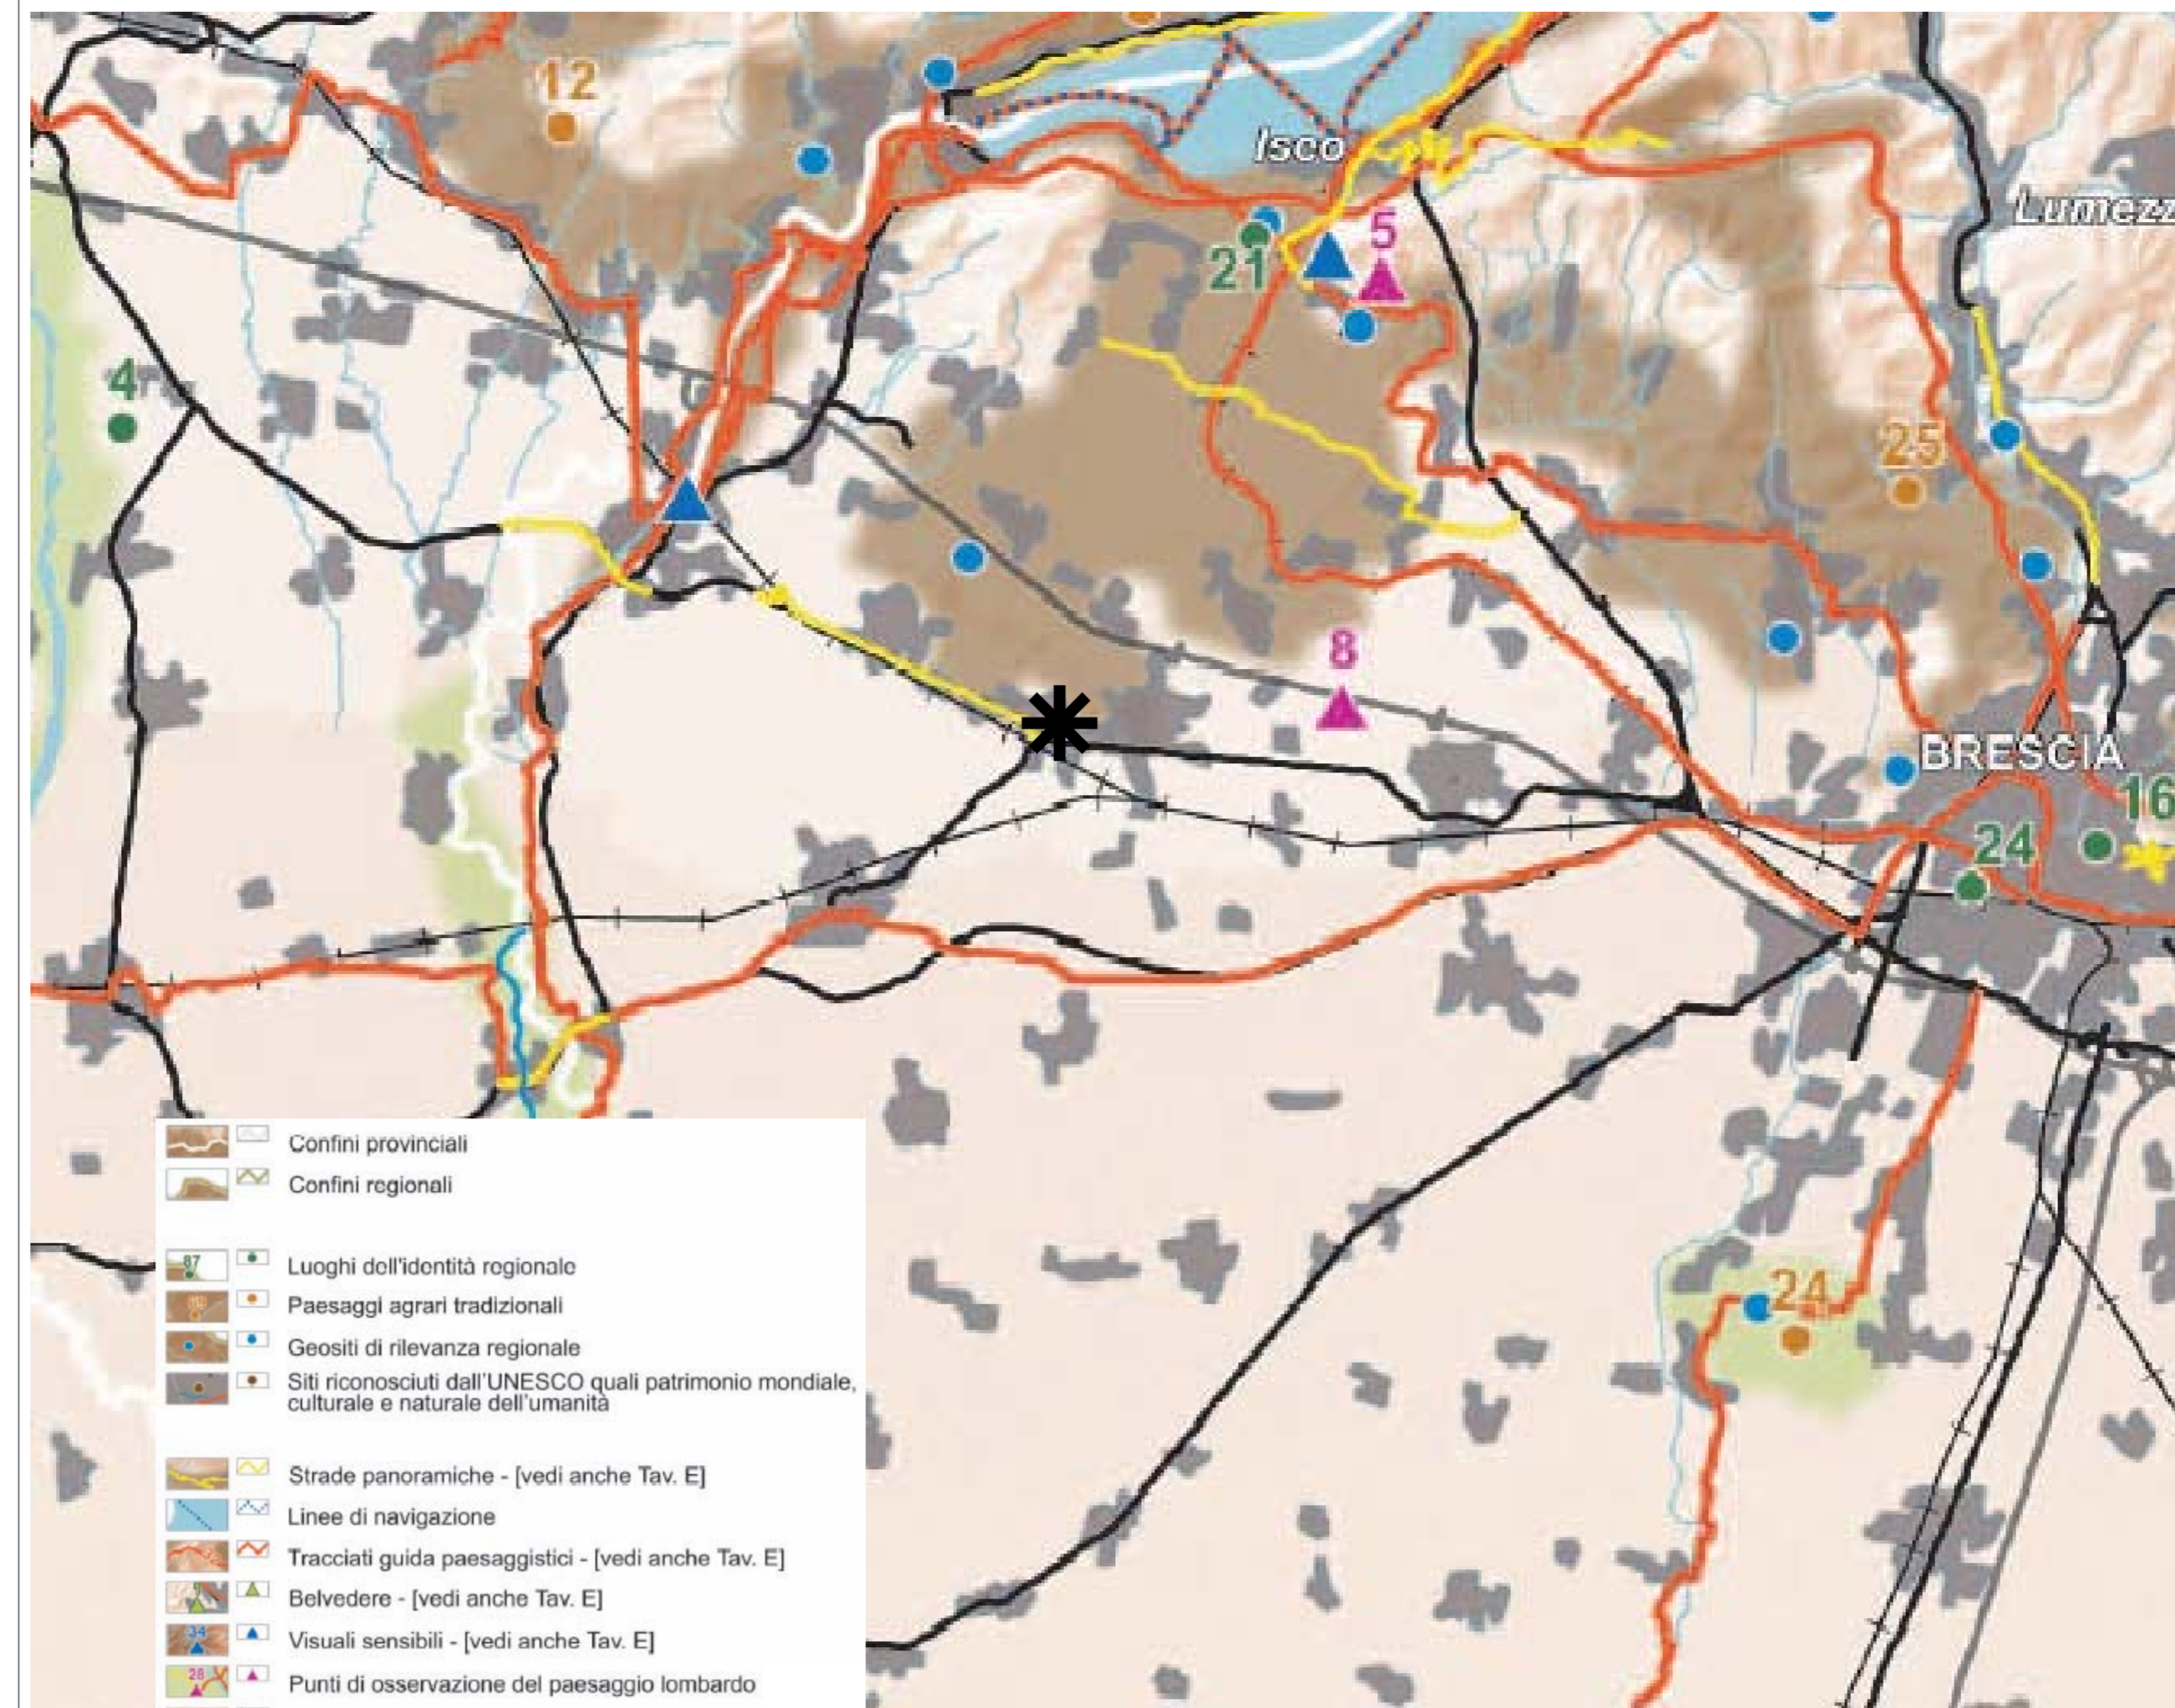 12
Isco
Lumezz
5
21
4
25
8
BRESCIA
16
24
24
Confini provinciali
Confini regionali
87
Luoghi dell'identità regionale
Paesaggi agrari tradizionali
Geositi di rilevanza regionale
Siti riconosciuti dall'UNESCO quali patrimonio mondiale,
culturale e naturale dell'umanità
Strade panoramiche - [vedi anche Tav. E]
Linee di navigazione
Tracciati guida paesaggistici - [vedi anche Tav. E]
Belvedere - [vedi anche Tav. E]
34
Visuali sensibili - [vedi anche Tav. E]
28
Punti di osservazione del paesaggio lombardo